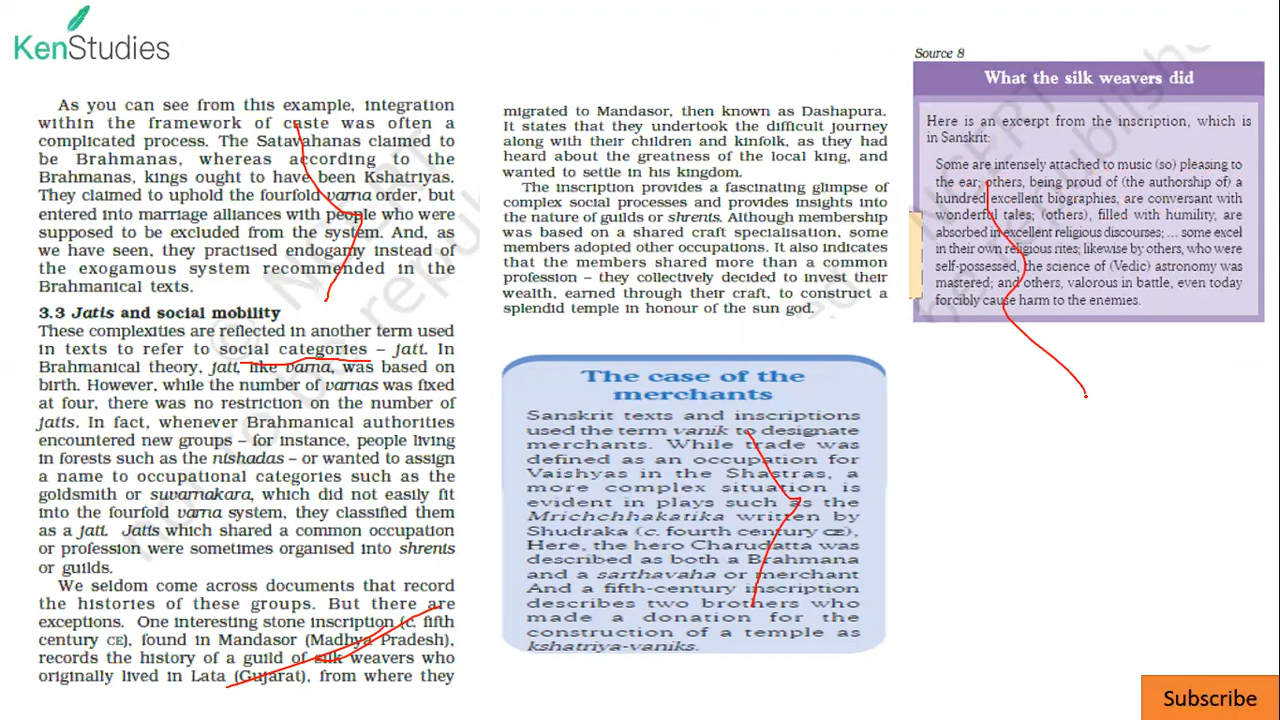 KenStudies
As you can see from this example, integration
within the framework of caste was often a
complicated process. The Satavahanas claimed to
be Brahmanas, whereas according to the
Brahmanas, kings ought to have been Kshatriyas.
They claimed to uphold the fourfold varna order, but
entered into marriage alliances with people who were
supposed to be excluded from the system. And, as
we have seen, they practised endogamy instead of
the exogamous system recommended in the
Brahmanical texts.
3.3 Jatis and social mobility
These complexities are reflected in another term used
in texts to refer to social categories – jati. In
Brahmanical theory, jati, like varna, was based on
birth. However, while the number of varnas was fixed
at four, there was no restriction on the number of
jatis. In fact, whenever Brahmanical authorities
encountered new groups – for instance, people living
in forests such as the nishadas – or wanted to assign
a name to occupational categories such as the
goldsmith or suvarnakara, which did not easily fit
into the fourfold varna system, they classified them
as a jati. Jatis which shared a common occupation
or profession were sometimes organised into shrenis
or guilds.
We seldom come across documents that record
the histories of these groups. But there are
exceptions. One interesting stone inscription (c. fifth
century CE), found in Mandasor (Madhya Pradesh),
records the history of a guild of silk weavers who
originally lived in Lata (Gujarat), from where they
migrated to Mandasor, then known as Dashapura.
It states that they undertook the difficult journey
along with their children and kinfolk, as they had
heard about the greatness of the local king, and
wanted to settle in his kingdom.
The inscription provides a fascinating glimpse of
complex social processes and provides insights into
the nature of guilds or shrenis. Although membership
was based on a shared craft specialisation, some
members adopted other occupations. It also indicates
that the members shared more than a common
profession – they collectively decided to invest their
wealth, earned through their craft, to construct a
splendid temple in honour of the sun god.
The case of the
merchants
Sanskrit texts and inscriptions
used the term vanik to designate
merchants. While trade was
defined as an occupation for
Vaishyas in the Shastras, a
more complex situation is
evident in plays such as the
Mrichchhakatika written by
Shudraka (c. fourth century CE),
Here, the hero Charudatta was
described as both a Brahmana
and a sarthavaha or merchant
And a fifth-century inscription
describes two brothers who
made a donation for the
construction of a temple as
kshatriya-vaniks.
Source 8
What the silk weavers did
Here is an excerpt from the inscription, which is
in Sanskrit:
Some are intensely attached to music (so) pleasing to
the ear; others, being proud of (the authorship of) a
hundred excellent biographies, are conversant with
wonderful tales; (others), filled with humility, are
absorbed in excellent religious discourses; … some excel
in their own religious rites; likewise by others, who were
self-possessed, the science of (Vedic) astronomy was
mastered; and others, valorous in battle, even today
forcibly cause harm to the enemies.
Subscribe